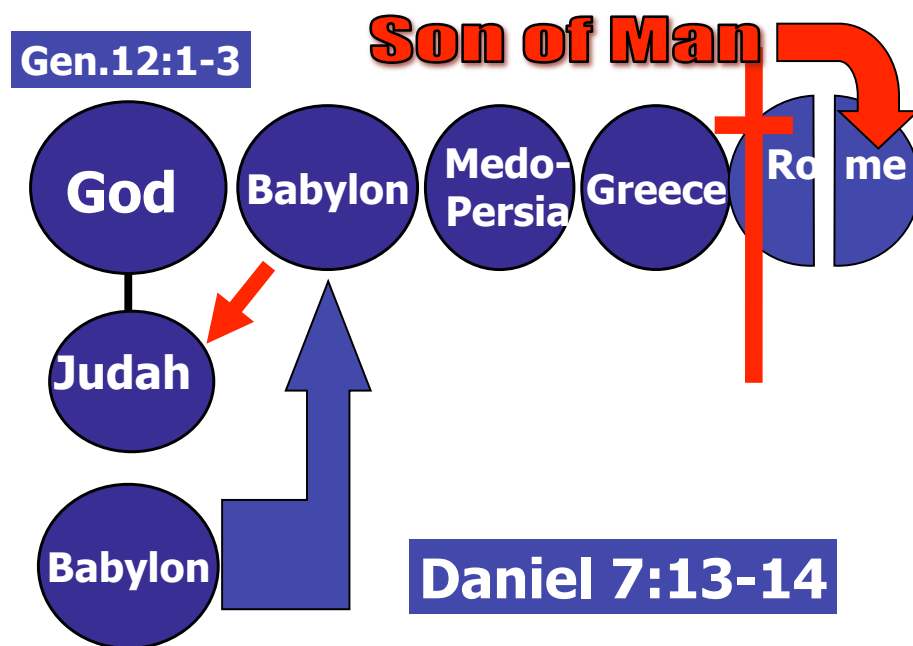 Son of Man
Gen.12:1-3
God
Babylon
Medo-
Persia
Greece
Ro me
Judah
Babylon
Daniel 7:13-14